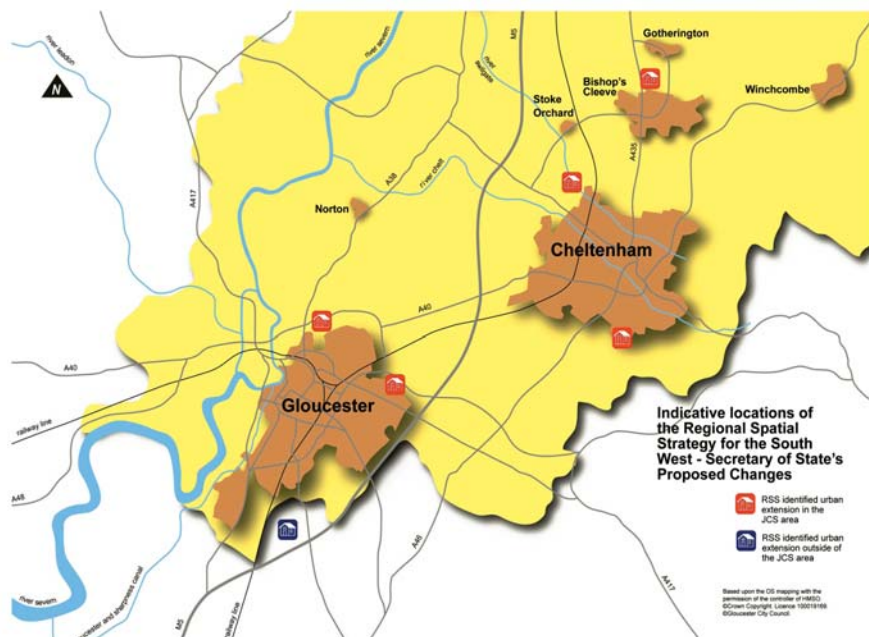 river leadon
river severn
M5
river swilgate
Gotherington
Bishop's
Cleeve
Winchcombe
Stoke
Orchard
N
A435
A417
A38
river chelt
Norton
Cheltenham
A40
A40
railway line
Gloucester
A48
river severn
gloucester and sharpness canal
M5
railway line
A46
A417
Indicative locations of
the Regional Spatial
Strategy for the South
West - Secretary of State's
Proposed Changes
RSS identified urban
extension in the
JCS area
RSS identified urban
extension outside of
the JCS area
Based upon the OS mapping with the
permission of the controller of HMSO.
©Crown Copyright. Licence 100019169.
©Gloucester City Council.